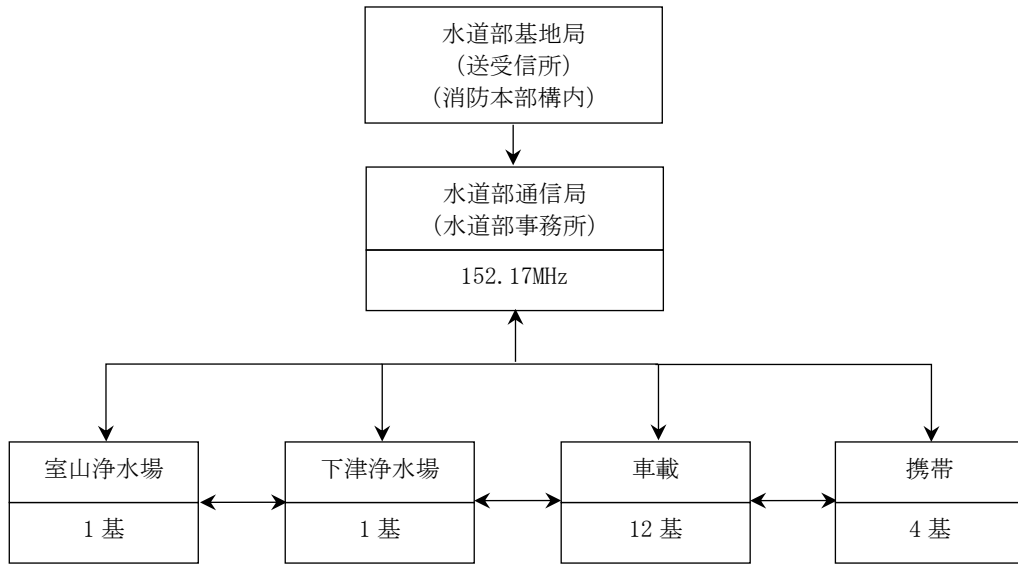 水道部基地局
(送受信所)
(消防本部構内)
水道部通信局
(水道部事務所)
152.17MHz
室山浄水場
1 基
下津浄水場
1 基
車載
12 基
携帯
4 基